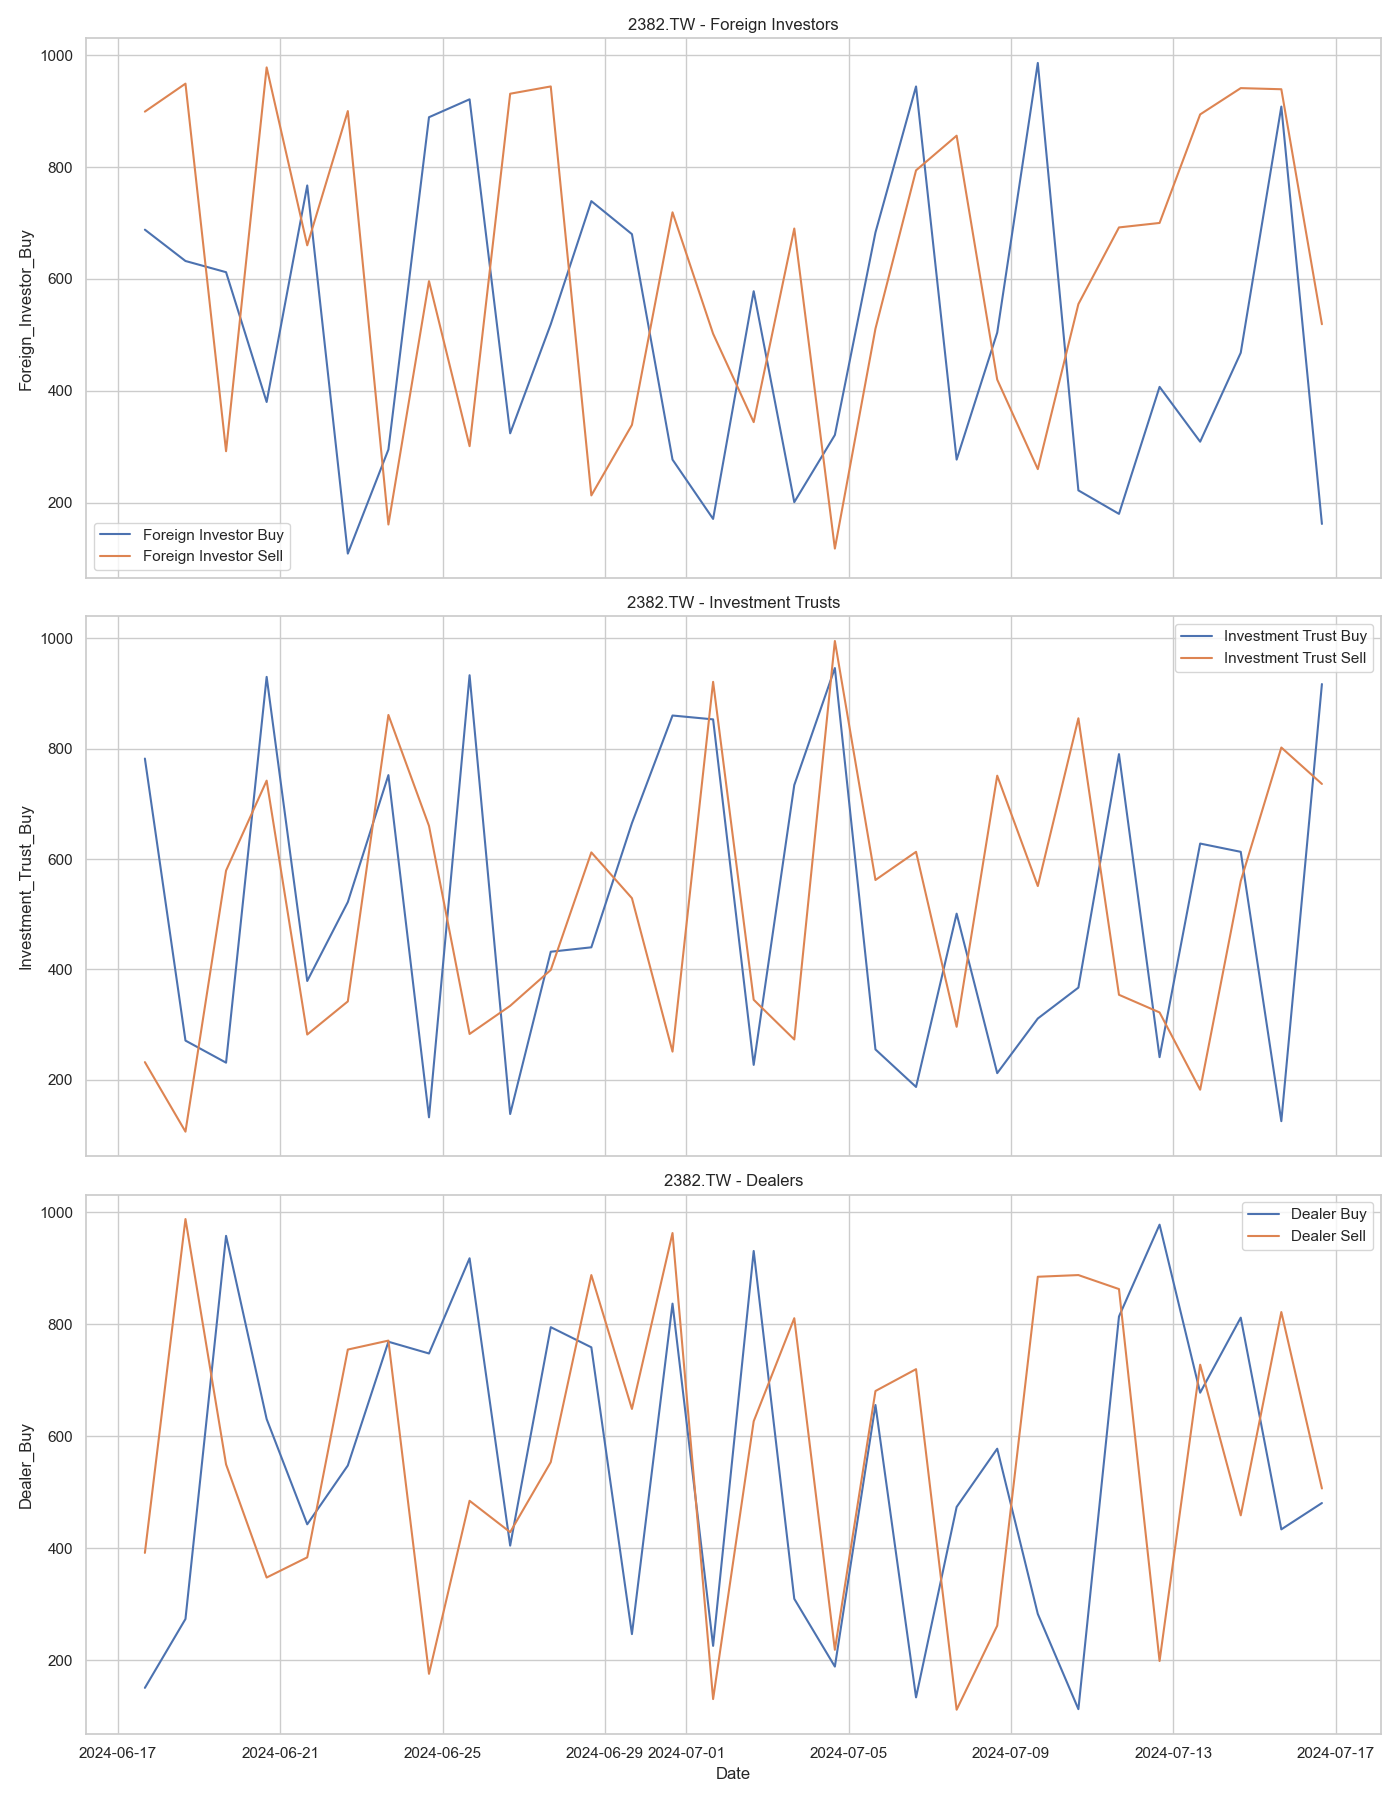 2382.TW - Foreign Investors
1000
800
600
400
200
Foreign_Investor_Buy
Foreign Investor Buy
Foreign Investor Sell
2382.TW - Investment Trusts
1000
800
600
400
200
Investment_Trust_Buy
Investment Trust Buy
Investment Trust Sell
2382.TW - Dealers
1000
800
600
400
200
Dealer_Buy
Dealer Buy
Dealer Sell
2024-06-17 2024-06-21 2024-06-25 2024-06-29 2024-07-01 2024-07-05 2024-07-09 2024-07-13 2024-07-17
Date